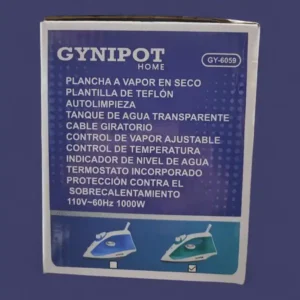 GYNIPOT
HOME
GY-6059
PLANCHA A VAPOR EN SECO
PLANTILLA DE TEFLÓN
AUTOLIMPIEZA
TANQUE DE AGUA TRANSPARENTE
CABLE GIRATORIO
CONTROL DE VAPOR AJUSTABLE
CONTROL DE TEMPERATURA
INDICADOR DE NIVEL DE AGUA
TERMOSTATO INCORPORADO
PROTECCIÓN CONTRA EL
SOBRECALENTAMIENTO
110V~60Hz 1000W